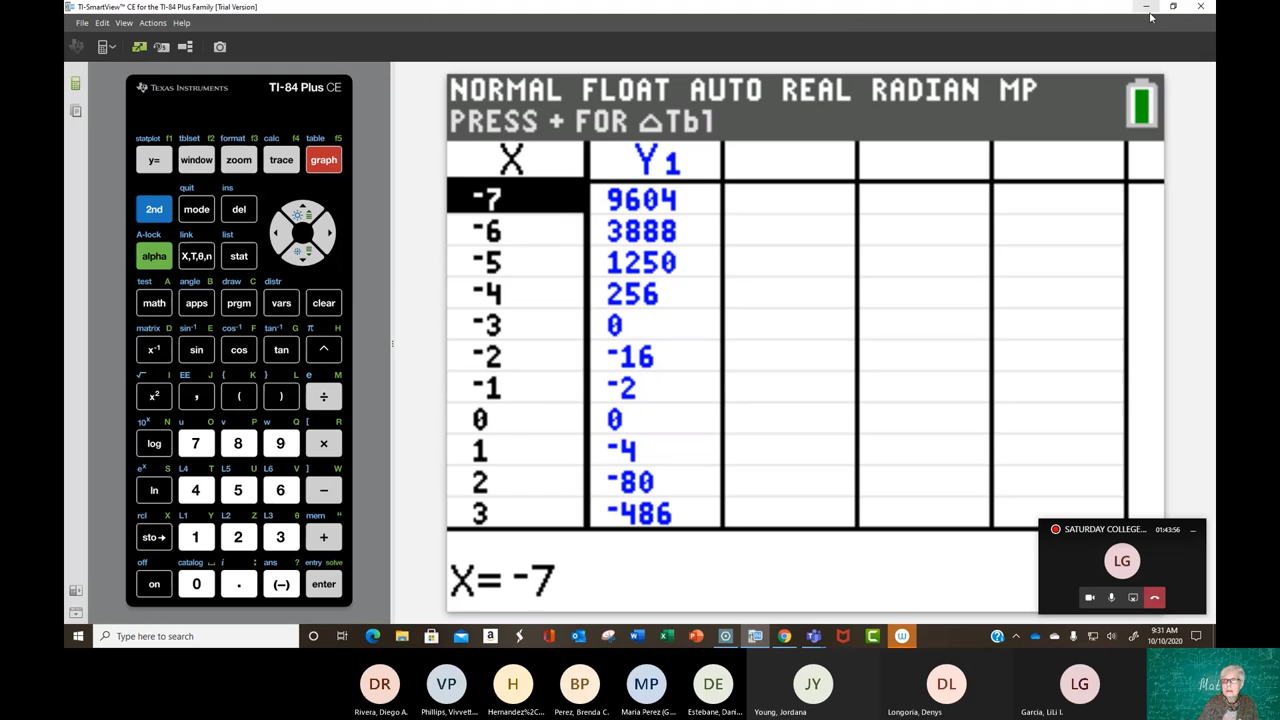 TI-SmartView™ CE for the TI-84 Plus Family [Trial Version]
File Edit View Actions Help
TEXAS INSTRUMENTS TI-84 Plus CE
statplot f1 tblset f2 format f3 calc f4 table f5
y= window zoom trace graph
quit ins
2nd mode del
A-lock link list
alpha X,T,θ,n stat
test A angle B draw C distr
math apps prgm vars clear
matrix D sin⁻¹ E cos⁻¹ F tan⁻¹ G π H
x⁻¹ sin cos tan ^
√ I EE J { K } L e M
x² , ( ) ÷
10ˣ N u O v P w Q [ R
log 7 8 9 ×
eˣ S L4 T L5 U L6 V ] W
ln 4 5 6 −
rcl X L1 Y L2 Z L3 θ mem "
sto→ 1 2 3 +
off catalog i : ans ? entry solve
on 0 . (−) enter
NORMAL FLOAT AUTO REAL RADIAN MP
PRESS + FOR △Tbl
X Y1
-7 9604
-6 3888
-5 1250
-4 256
-3 0
-2 -16
-1 -2
0 0
1 -4
2 -80
3 -486
X= -7
SATURDAY COLLEGE... 01:43:56
LG
Type here to search
9:31 AM
10/10/2020
DR VP H BP MP DE JY DL LG
Rivera, Diego A. Phillips, Vivvett... Hernandez%2C... Perez, Brenda C. Maria Perez (G... Estebane, Dani... Young, Jordana Longoria, Denys Garcia, LiLi I.